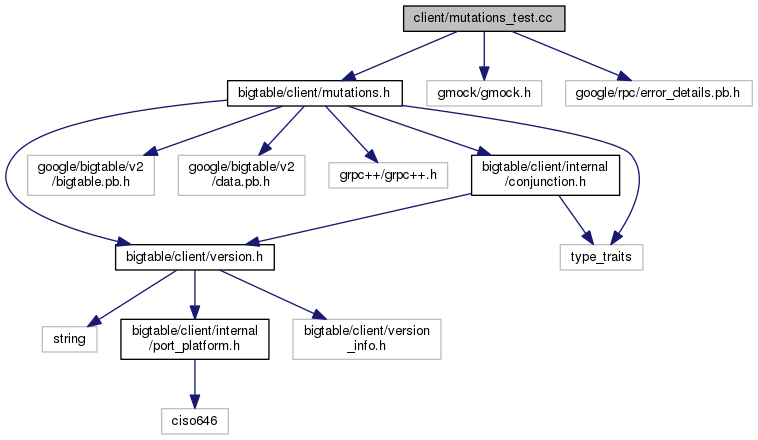 client/mutations_test.cc
bigtable/client/mutations.h
gmock/gmock.h
google/rpc/error_details.pb.h
google/bigtable/v2
/bigtable.pb.h
google/bigtable/v2
/data.pb.h
grpc++/grpc++.h
bigtable/client/internal
/conjunction.h
bigtable/client/version.h
type_traits
string
bigtable/client/internal
/port_platform.h
bigtable/client/version
_info.h
ciso646